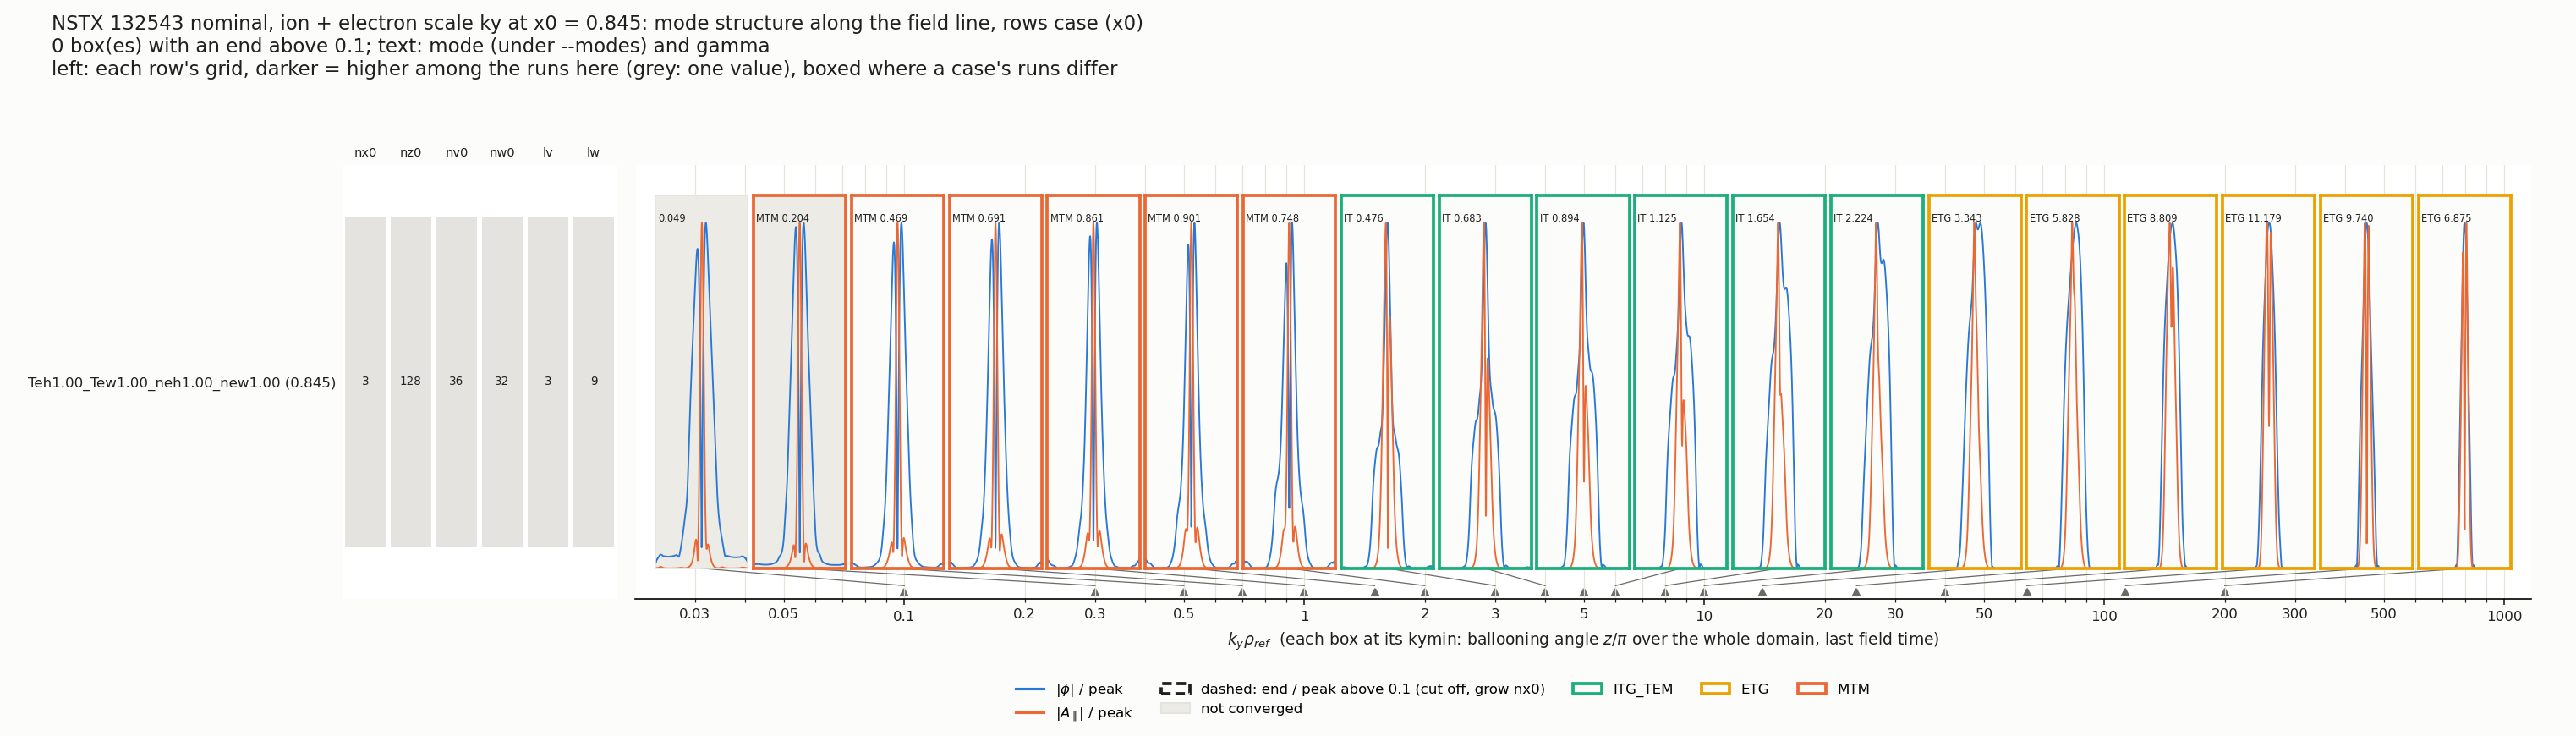 NSTX 132543 nominal, ion + electron scale ky at x0 = 0.845: mode structure along the field line, rows case (x0)
0 box(es) with an end above 0.1; text: mode (under --modes) and gamma
left: each row's grid, darker = higher among the runs here (grey: one value), boxed where a case's runs differ
nx0 nz0 nv0 nw0 lv lw
0.049 MTM 0.204 MTM 0.469 MTM 0.691 MTM 0.861 MTM 0.901 MTM 0.748 IT 0.476 IT 0.683 IT 0.894 IT 1.125 IT 1.654 IT 2.224 ETG 3.343 ETG 5.828 ETG 8.809 ETG 11.179 ETG 9.740 ETG 6.875
Teh1.00_Tew1.00_neh1.00_new1.00 (0.845) 3 128 36 32 3 9
0.03 0.05 0.1 0.2 0.3 0.5 1 2 3 5 10 20 30 50 100 200 300 500 1000
kyρref (each box at its kymin: ballooning angle z/π over the whole domain, last field time)
|ϕ| / peak dashed: end / peak above 0.1 (cut off, grow nx0) ITG_TEM ETG MTM
|A∥| / peak not converged